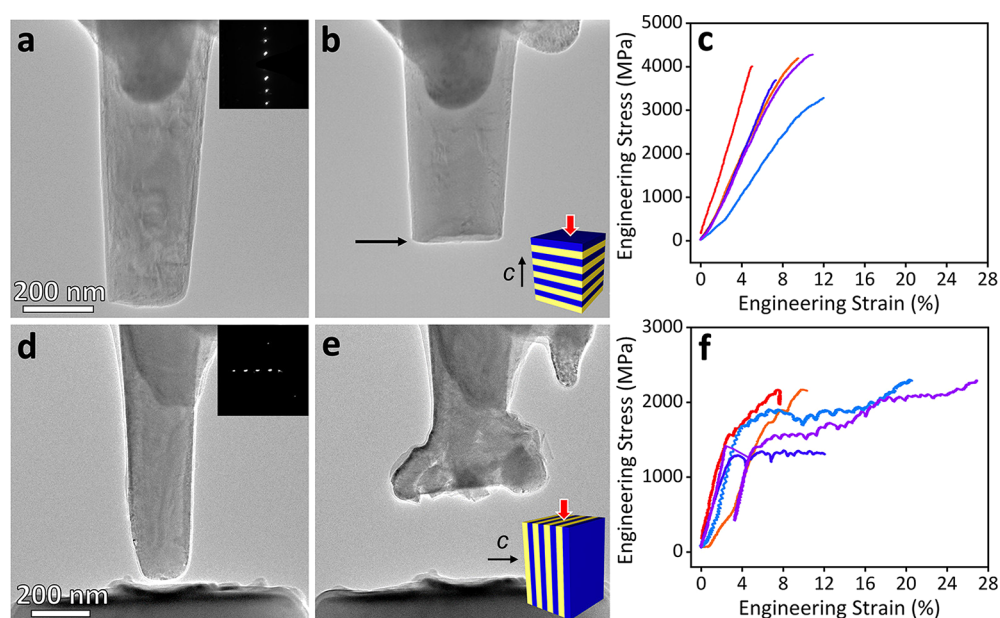 a
200 nm
b
C
c
Engineering Stress (MPa)
5000
4000
3000
2000
1000
0
0 4 8 12 16 20 24 28
Engineering Strain (%)
d
200 nm
e
C
f
Engineering Stress (MPa)
3000
2000
1000
0
0 4 8 12 16 20 24 28
Engineering Strain (%)